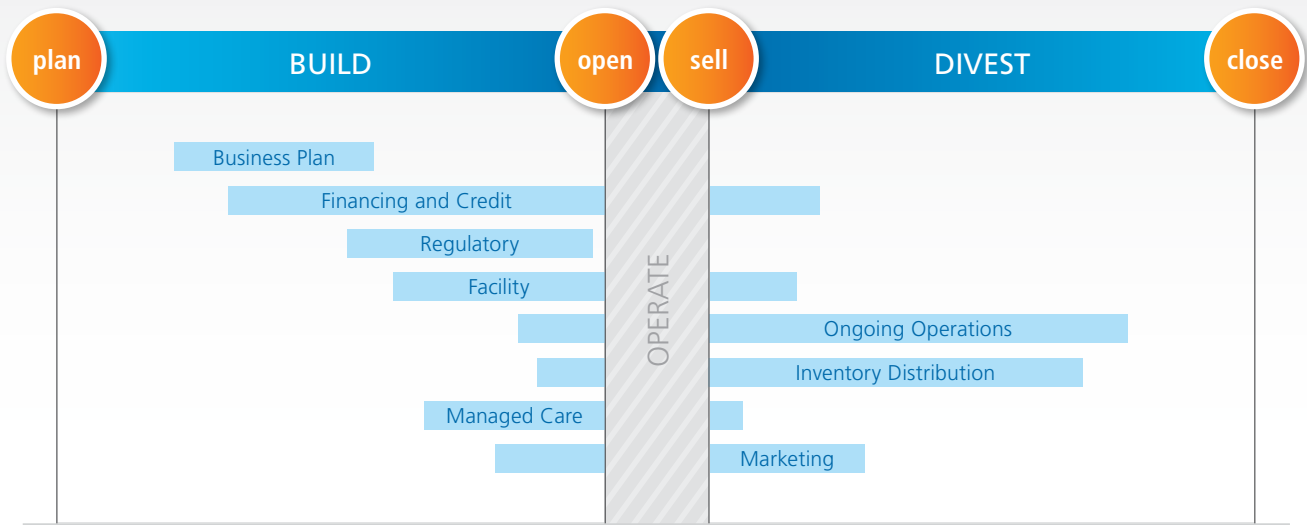 plan
BUILD
open
sell
DIVEST
close
Business Plan
Financing and Credit
Regulatory
Facility
OPERATE
Ongoing Operations
Inventory Distribution
Managed Care
Marketing